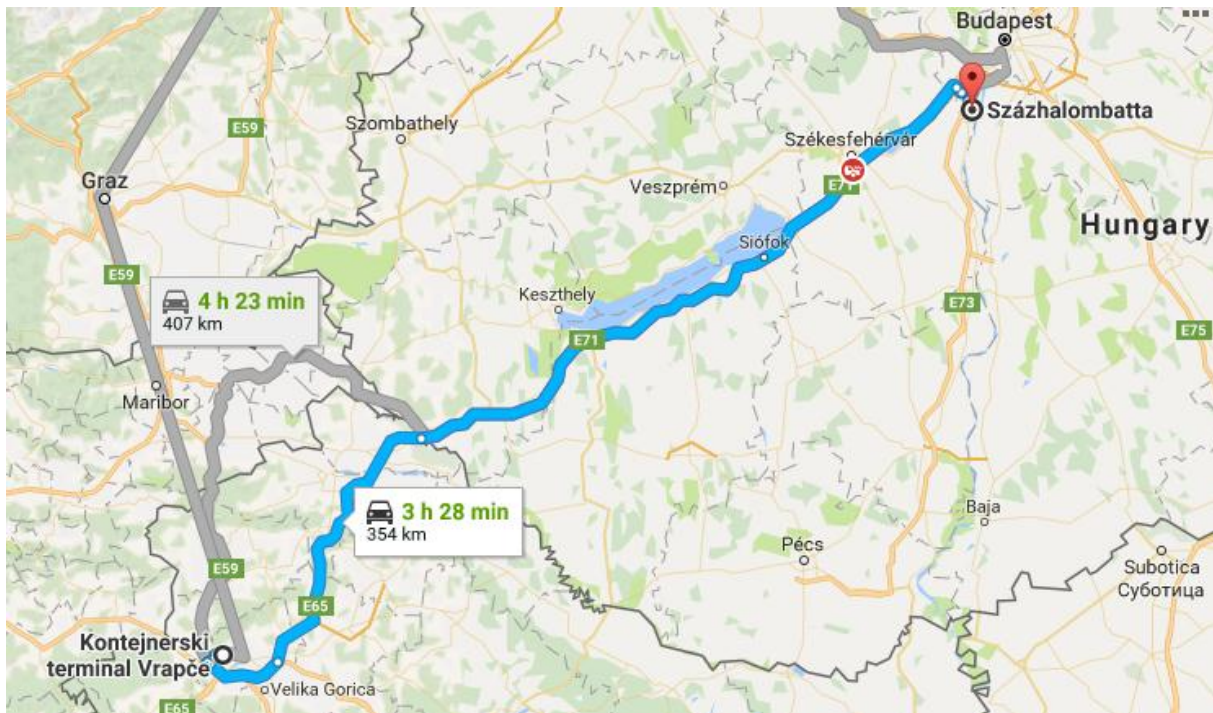 Budapest
Százhalombatta
E59
Szombathely
Székesfehérvár
Graz
Veszprém
E71
Hungary
Siófok
E59
4 h 23 min
407 km
Keszthely
E73
E71
E75
Maribor
3 h 28 min
354 km
Baja
Pécs
Subotica
Суботица
E59
E65
Kontejnerski
terminal Vrapče
Velika Gorica
E65